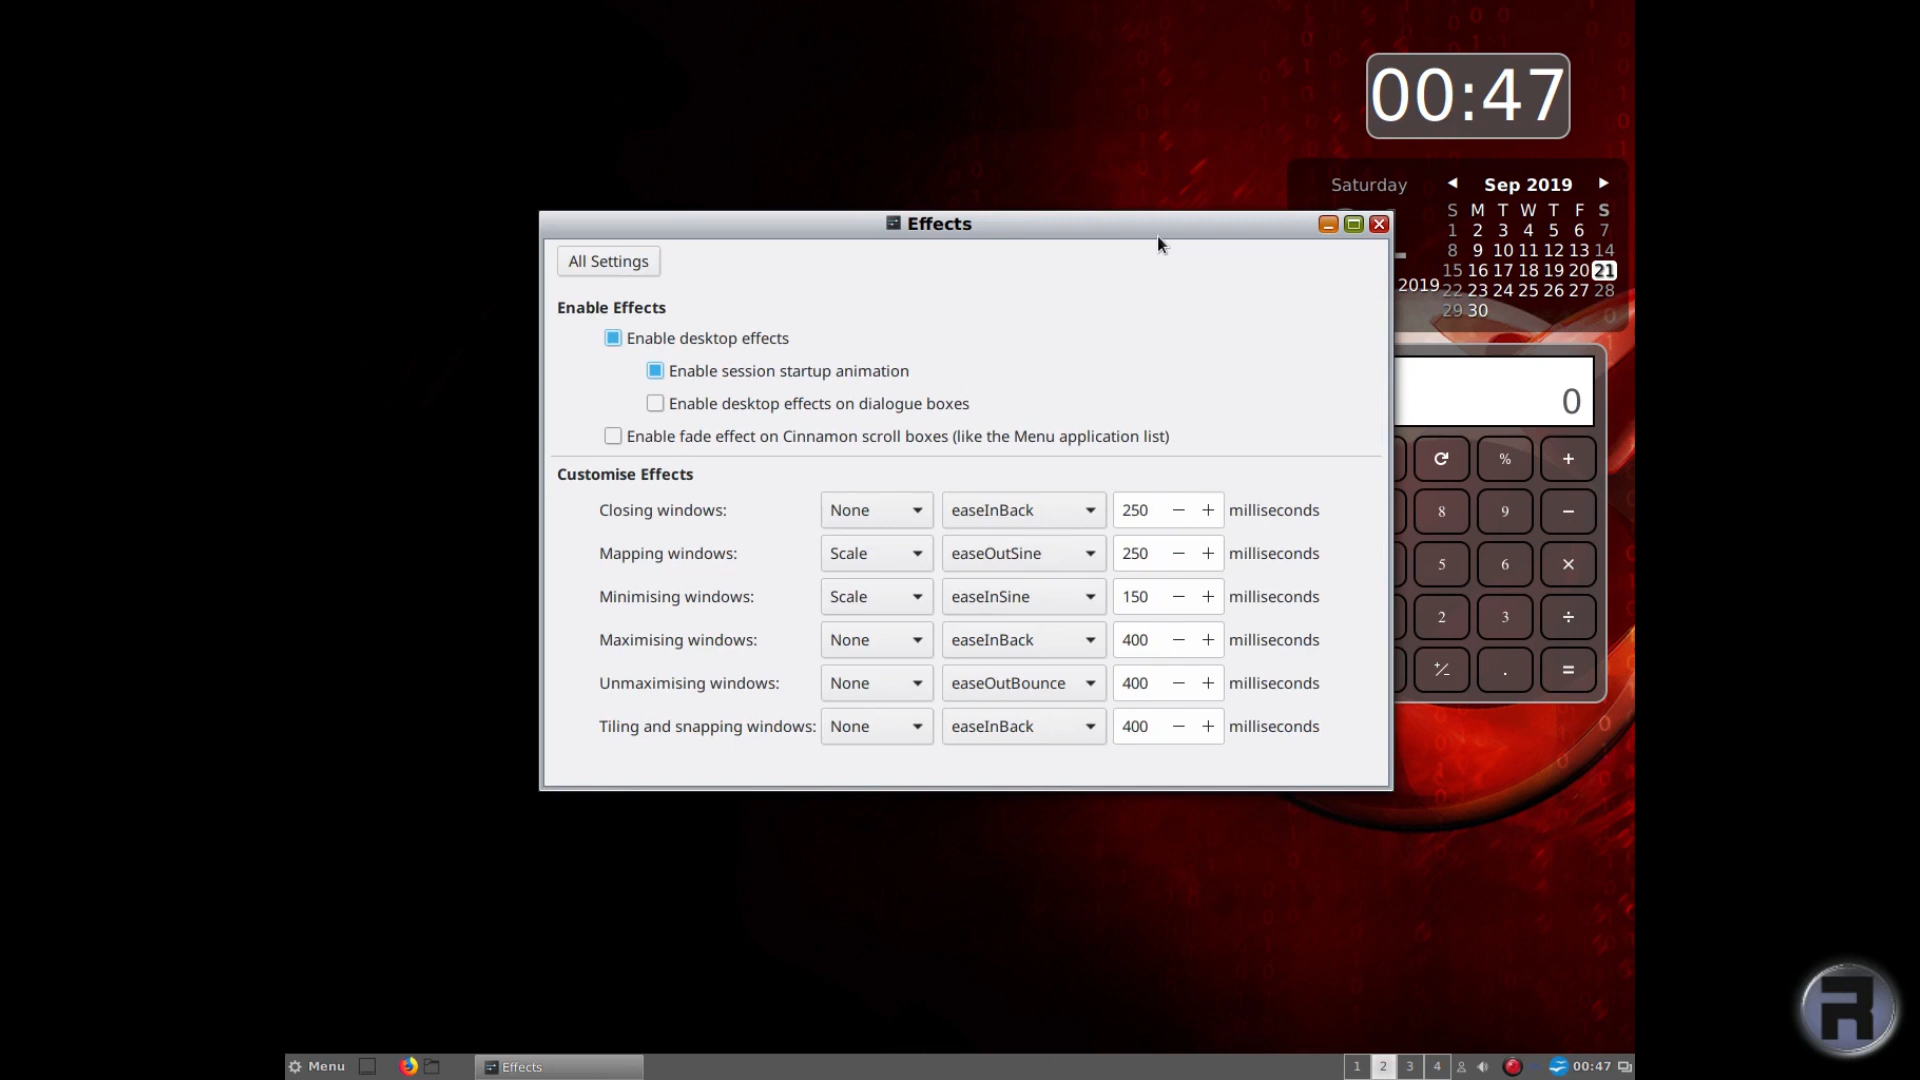 00:47
Saturday
Sep 2019
S M T W T F S
1 2 3 4 5 6 7
8 9 10 11 12 13 14
15 16 17 18 19 20 21
2019
22 23 24 25 26 27 28
29 30
Effects
All Settings
Enable Effects
Enable desktop effects
Enable session startup animation
Enable desktop effects on dialogue boxes
Enable fade effect on Cinnamon scroll boxes (like the Menu application list)
Customise Effects
Closing windows: None easeInBack 250 − + milliseconds
Mapping windows: Scale easeOutSine 250 − + milliseconds
Minimising windows: Scale easeInSine 150 − + milliseconds
Maximising windows: None easeInBack 400 − + milliseconds
Unmaximising windows: None easeOutBounce 400 − + milliseconds
Tiling and snapping windows: None easeInBack 400 − + milliseconds
0
% +
8 9 −
5 6 ×
2 3 ÷
+/− . =
R
Menu Effects 1 2 3 4 00:47